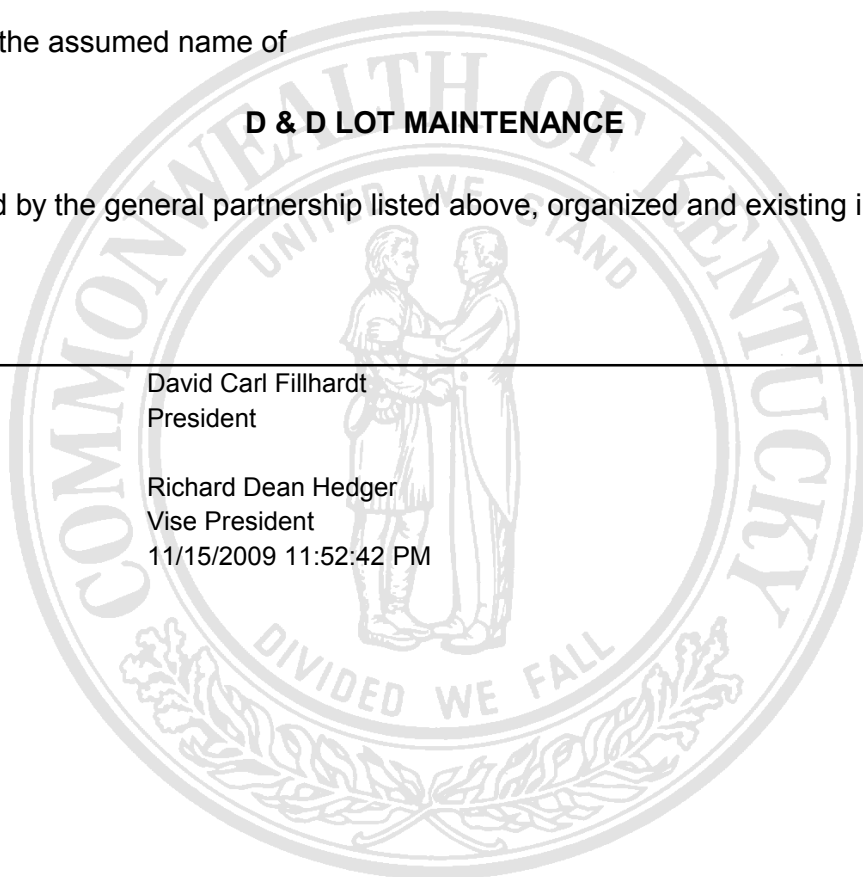 the assumed name of
D & D LOT MAINTENANCE
d by the general partnership listed above, organized and existing i
David Carl Fillhardt
President
Richard Dean Hedger
Vise President
11/15/2009 11:52:42 PM
COMMONWEALTH OF KENTUCKY
UNITED WE STAND
DIVIDED WE FALL